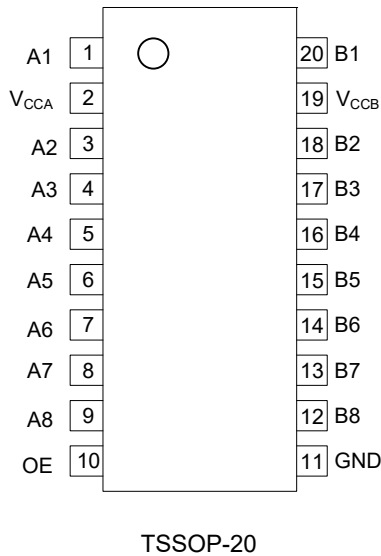 A1 1 20 B1
VCCA 2 19 VCCB
A2 3 18 B2
A3 4 17 B3
A4 5 16 B4
A5 6 15 B5
A6 7 14 B6
A7 8 13 B7
A8 9 12 B8
OE 10 11 GND
TSSOP-20